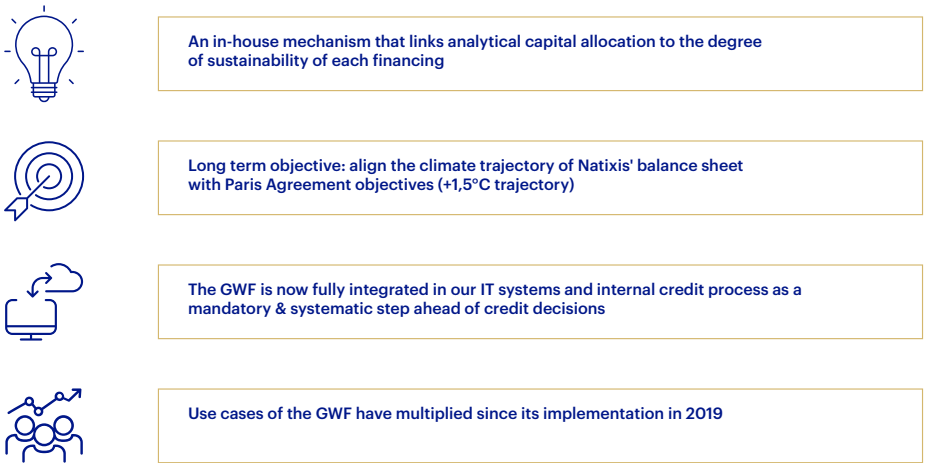 An in-house mechanism that links analytical capital allocation to the degree
of sustainability of each financing
Long term objective: align the climate trajectory of Natixis' balance sheet
with Paris Agreement objectives (+1,5°C trajectory)
The GWF is now fully integrated in our IT systems and internal credit process as a
mandatory & systematic step ahead of credit decisions
Use cases of the GWF have multiplied since its implementation in 2019